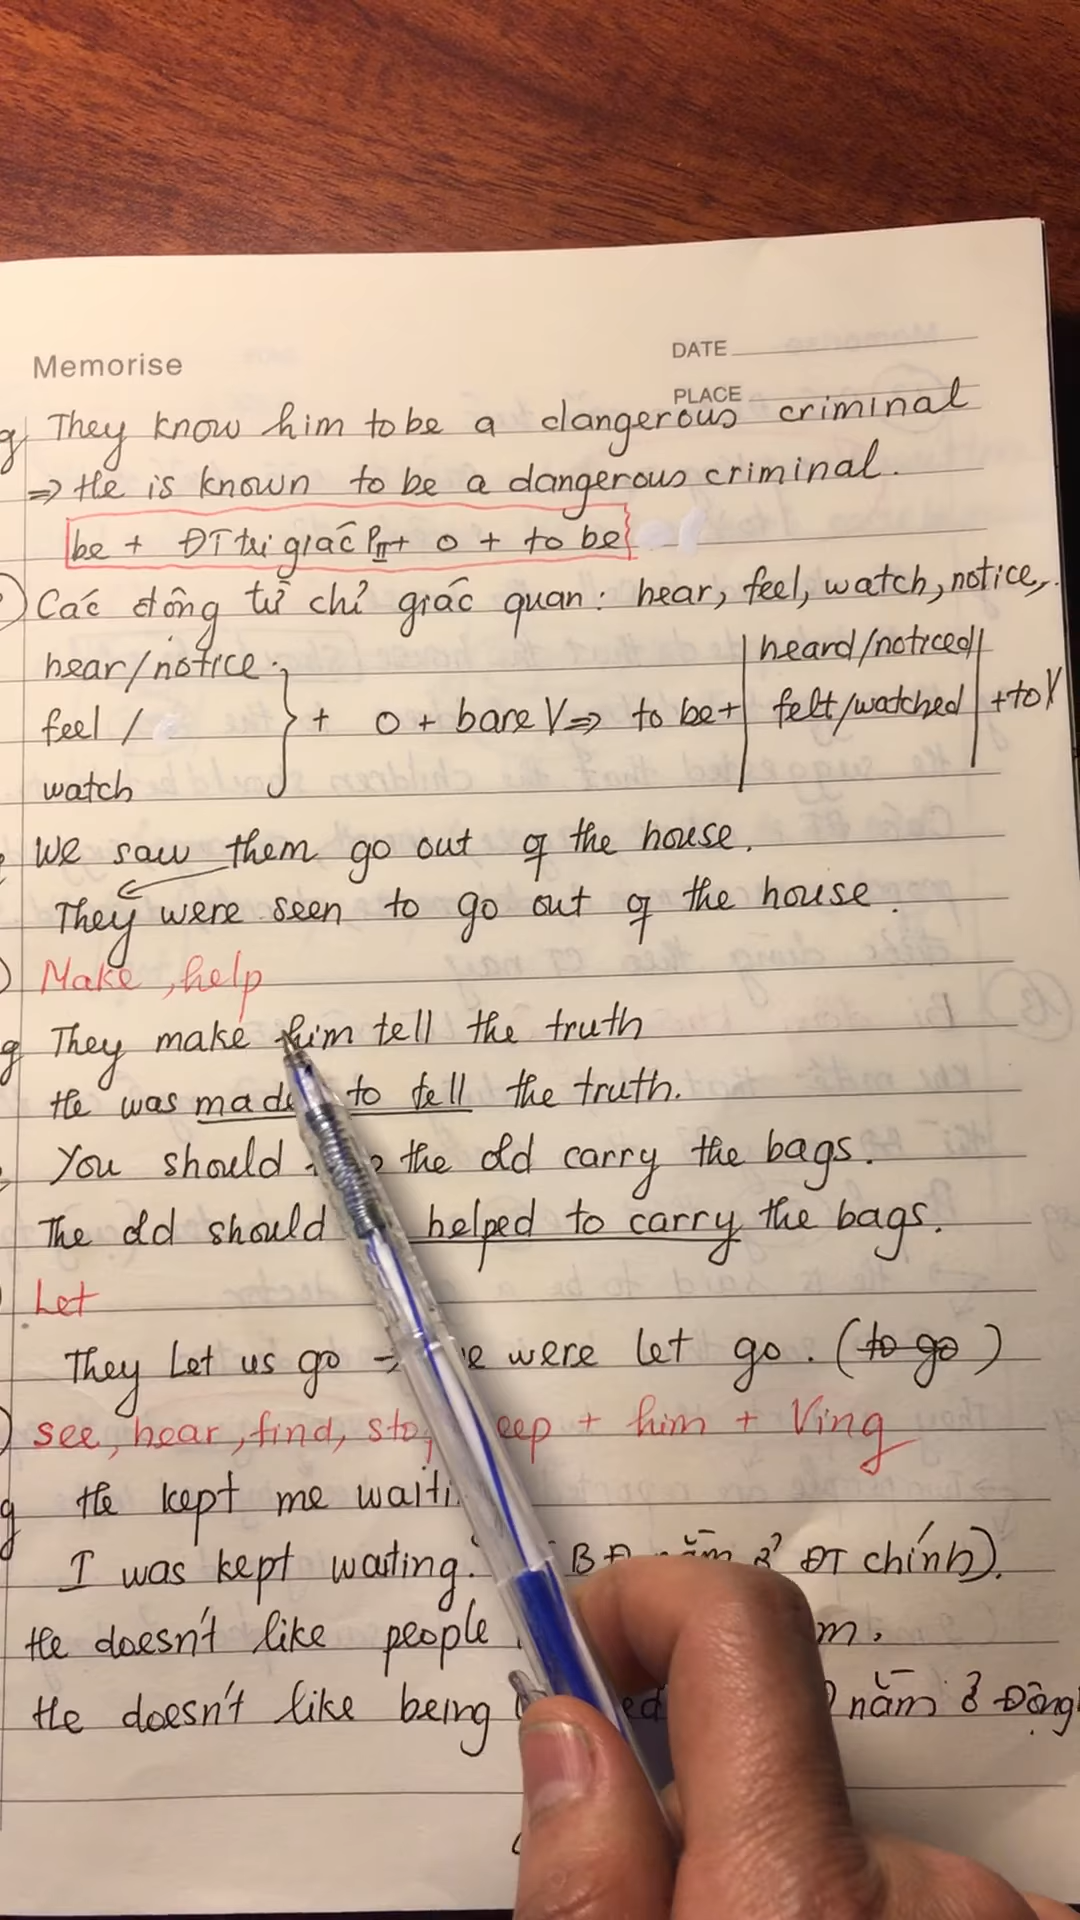 Memorise
DATE
PLACE
g They know him to be a dangerous criminal
⇒ He is known to be a dangerous criminal.
be + ĐT tri giác PII + O + to be
Các động từ chỉ giác quan: hear, feel, watch, notice,..
hear/notice heard/noticed
feel / + O + bare V ⇒ to be + felt/watched + to V
watch
We saw them go out of the house.
They were seen to go out of the house.
Make, help
g They make him tell the truth
He was made to tell the truth.
You should the old carry the bags.
The old should helped to carry the bags.
Let
They Let us go → were let go. (to go)
see, hear, find, + him + Ving
g He kept me
I was kept waiting. BĐ nằm ở ĐT chính).
He doesn't like people
He doesn't like being nằm ở Động